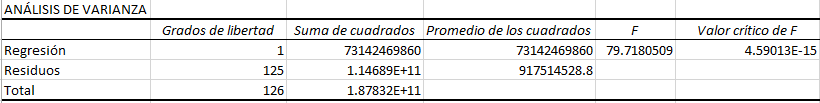 ANÁLISIS DE VARIANZA
Grados de libertad Suma de cuadrados Promedio de los cuadrados F Valor crítico de F
Regresión 1 73142469860 73142469860 79.7180509 4.59013E-15
Residuos 125 1.14689E+11 917514528.8
Total 126 1.87832E+11